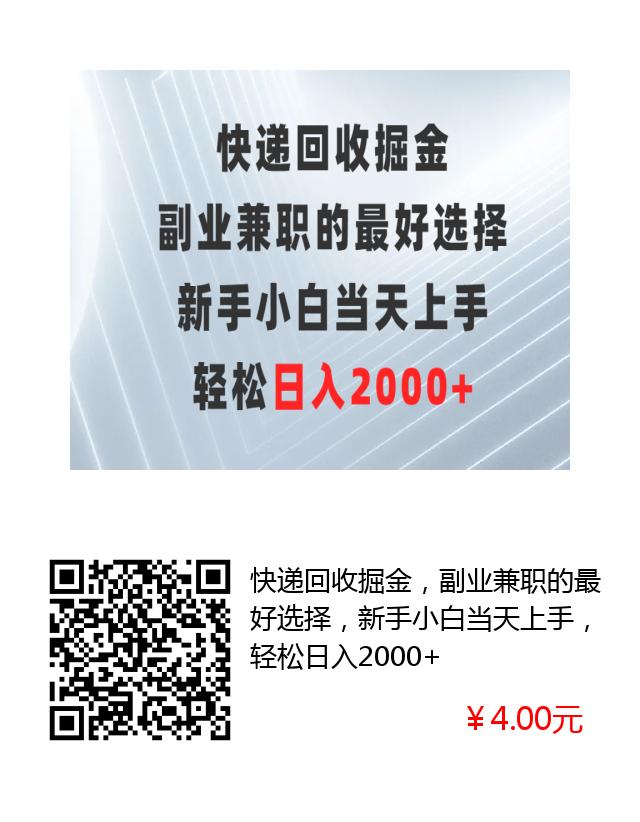 快递回收掘金
副业兼职的最好选择
新手小白当天上手
轻松日入2000+
快递回收掘金，副业兼职的最
好选择，新手小白当天上手，
轻松日入2000+
￥4.00元